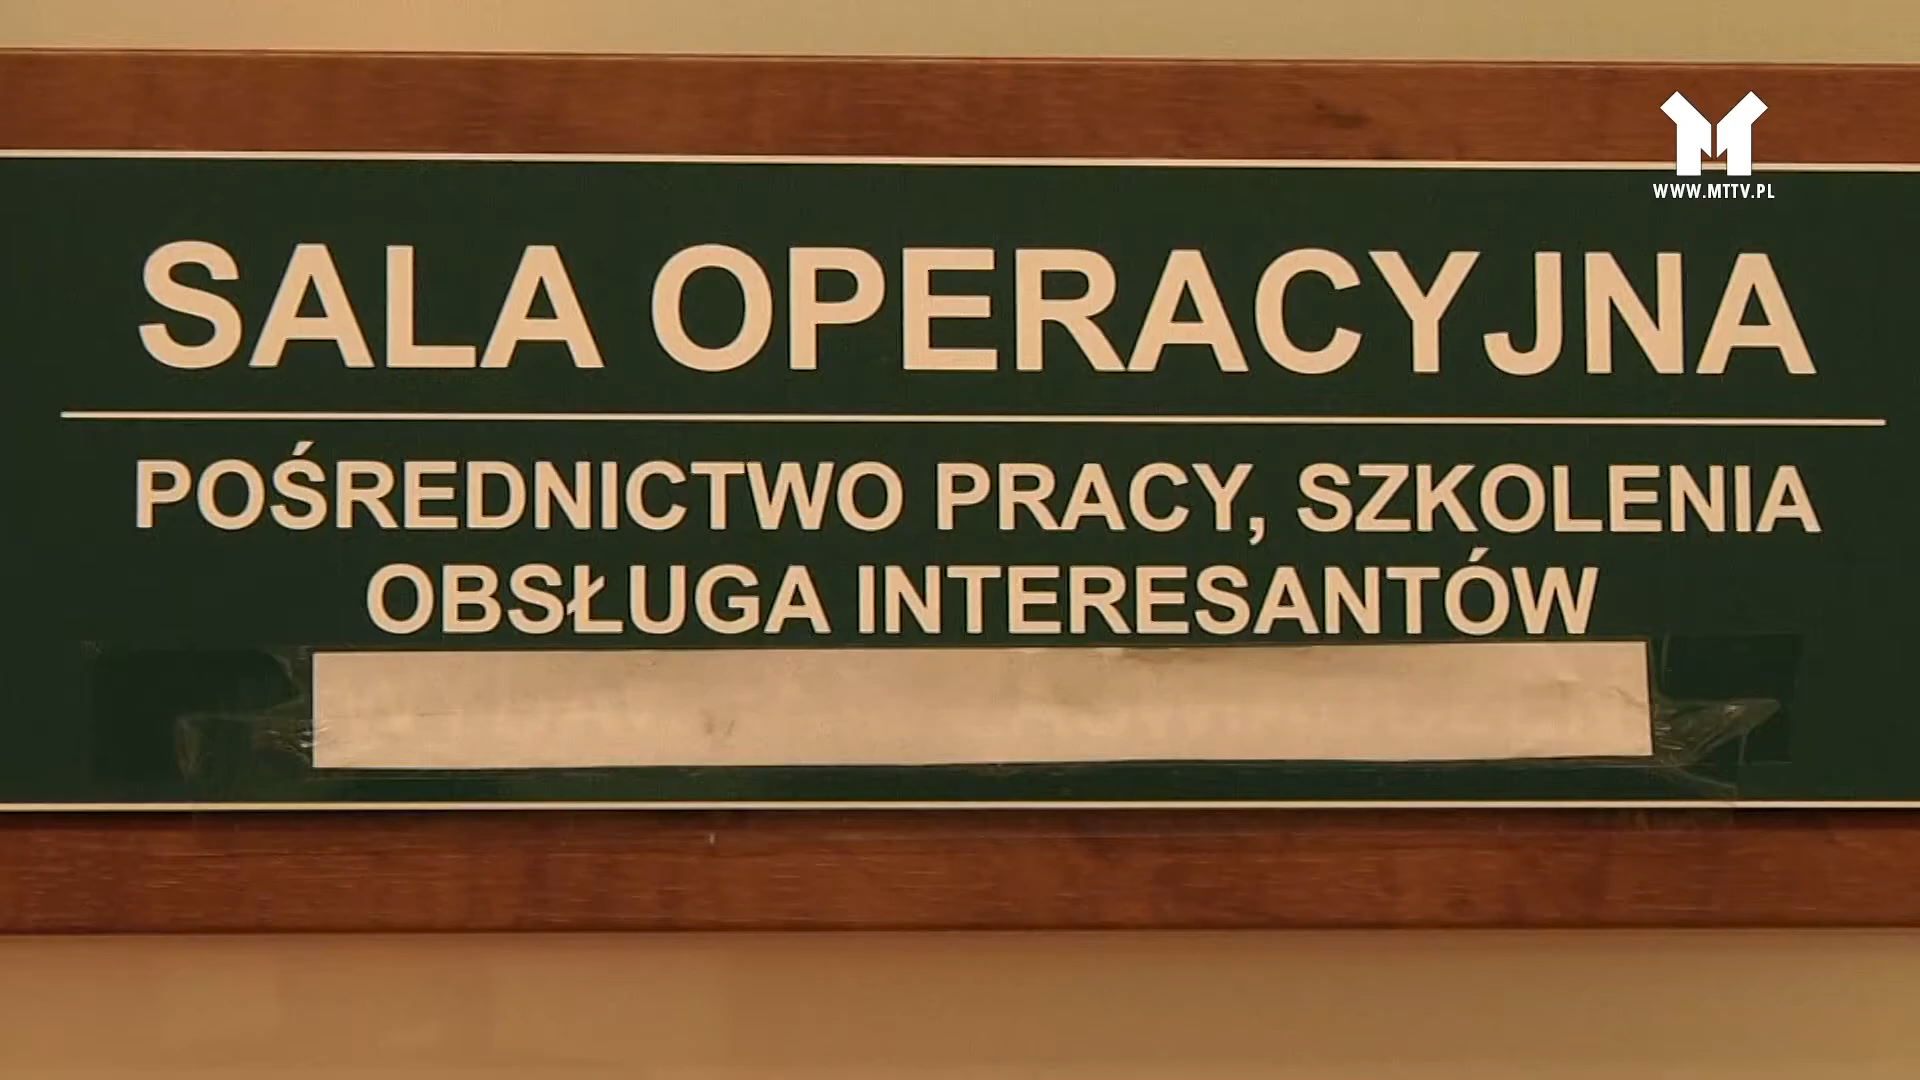 WWW.MTTV.PL
SALA OPERACYJNA
POŚREDNICTWO PRACY, SZKOLENIA
OBSŁUGA INTERESANTÓW